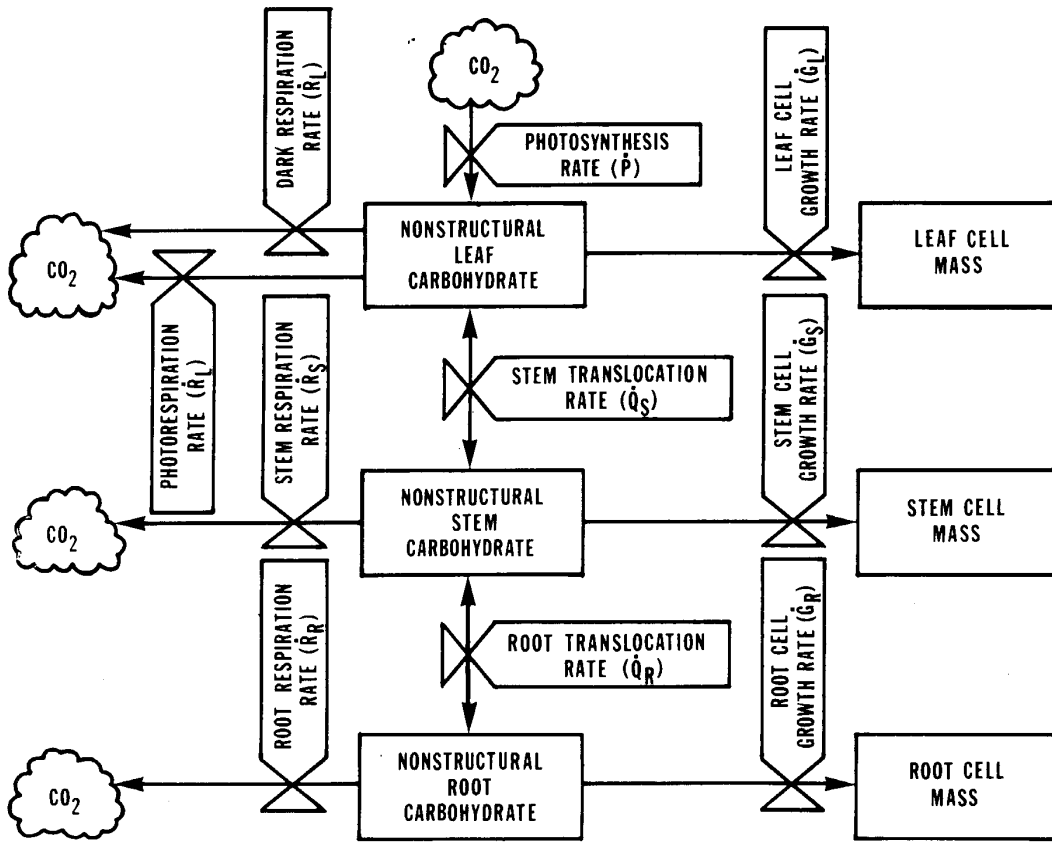 DARK RESPIRATION
RATE (Ṙ_L)
CO₂
PHOTOSYNTHESIS
RATE (Ṗ)
LEAF CELL
GROWTH RATE (Ġ_L)
CO₂
NONSTRUCTURAL
LEAF
CARBOHYDRATE
LEAF CELL
MASS
PHOTORESPIRATION
RATE (Ṙ_L)
STEM RESPIRATION
RATE (Ṙ_S)
STEM TRANSLOCATION
RATE (Q̇_S)
STEM CELL
GROWTH RATE (Ġ_S)
CO₂
NONSTRUCTURAL
STEM
CARBOHYDRATE
STEM CELL
MASS
ROOT RESPIRATION
RATE (Ṙ_R)
ROOT TRANSLOCATION
RATE (Q̇_R)
ROOT CELL
GROWTH RATE (Ġ_R)
CO₂
NONSTRUCTURAL
ROOT
CARBOHYDRATE
ROOT CELL
MASS